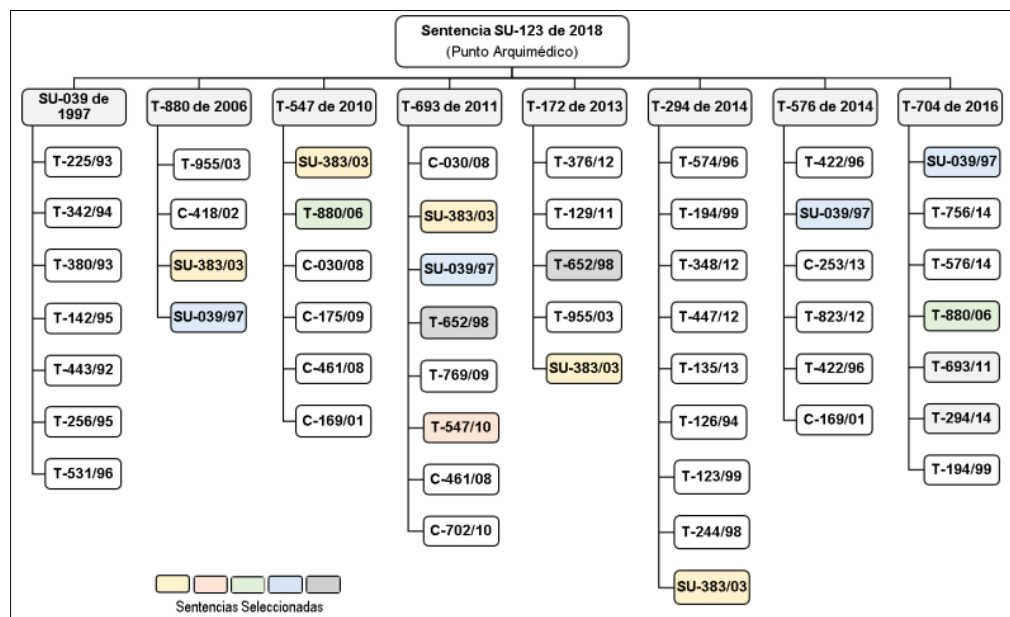 Sentencia SU-123 de 2018
(Punto Arquimédico)
SU-039 de
1997
T-880 de 2006
T-547 de 2010
T-693 de 2011
T-172 de 2013
T-294 de 2014
T-576 de 2014
T-704 de 2016
T-225/93
T-342/94
T-380/93
T-142/95
T-443/92
T-256/95
T-531/96
T-955/03
C-418/02
SU-383/03
SU-039/97
SU-383/03
T-880/06
C-030/08
C-175/09
C-461/08
C-169/01
C-030/08
SU-383/03
SU-039/97
T-652/98
T-769/09
T-547/10
C-461/08
C-702/10
T-376/12
T-129/11
T-652/98
T-955/03
SU-383/03
T-574/96
T-194/99
T-348/12
T-447/12
T-135/13
T-126/94
T-123/99
T-244/98
SU-383/03
T-422/96
SU-039/97
C-253/13
T-823/12
T-422/96
C-169/01
SU-039/97
T-756/14
T-576/14
T-880/06
T-693/11
T-294/14
T-194/99
Sentencias Seleccionadas